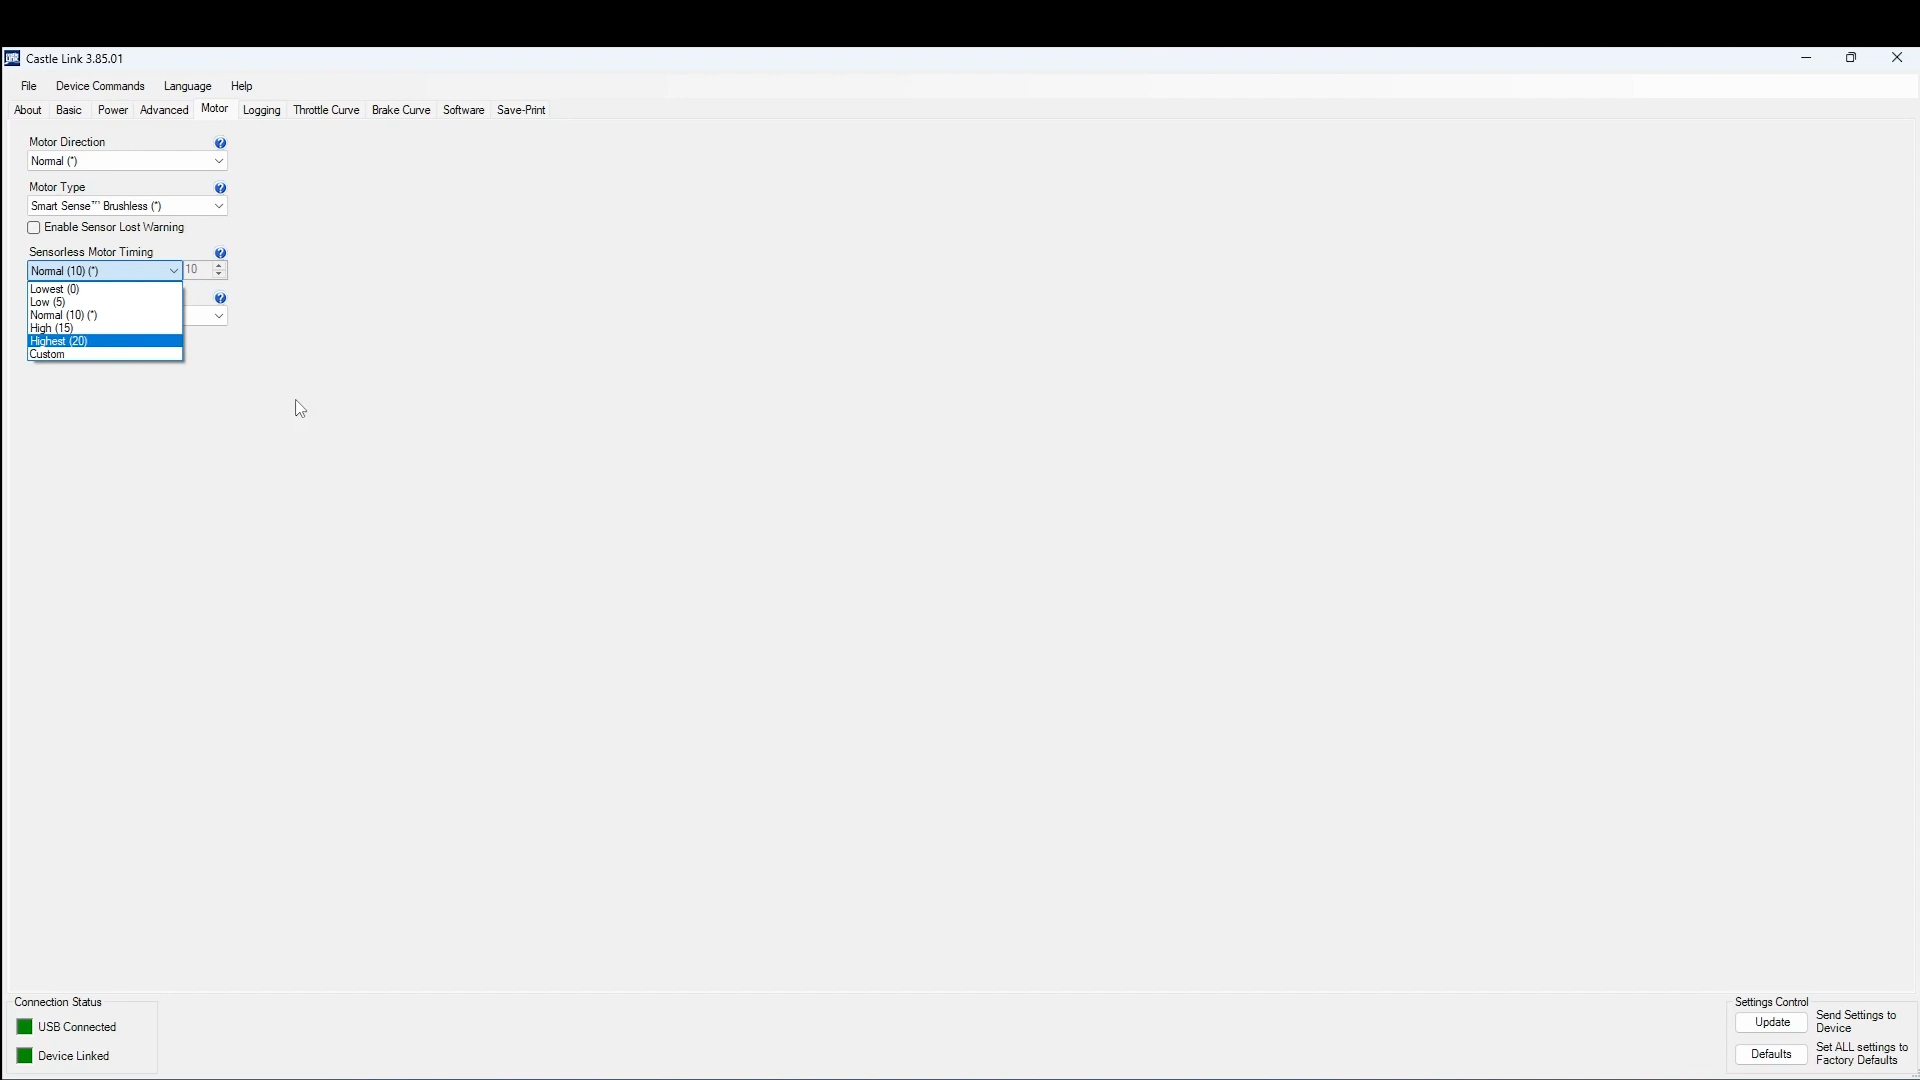 Castle Link 3.85.01
File Device Commands Language Help
About Basic Power Advanced Motor Logging Throttle Curve Brake Curve Software Save-Print
Motor Direction
Normal (*)
Motor Type
Smart Sense™ Brushless (*)
Enable Sensor Lost Warning
Sensorless Motor Timing
Normal (10) (*) 10
Lowest (0)
Low (5)
Normal (10) (*)
High (15)
Highest (20)
Custom
Connection Status
USB Connected
Device Linked
Settings Control
Update Send Settings to
Device
Defaults Set ALL settings to
Factory Defaults